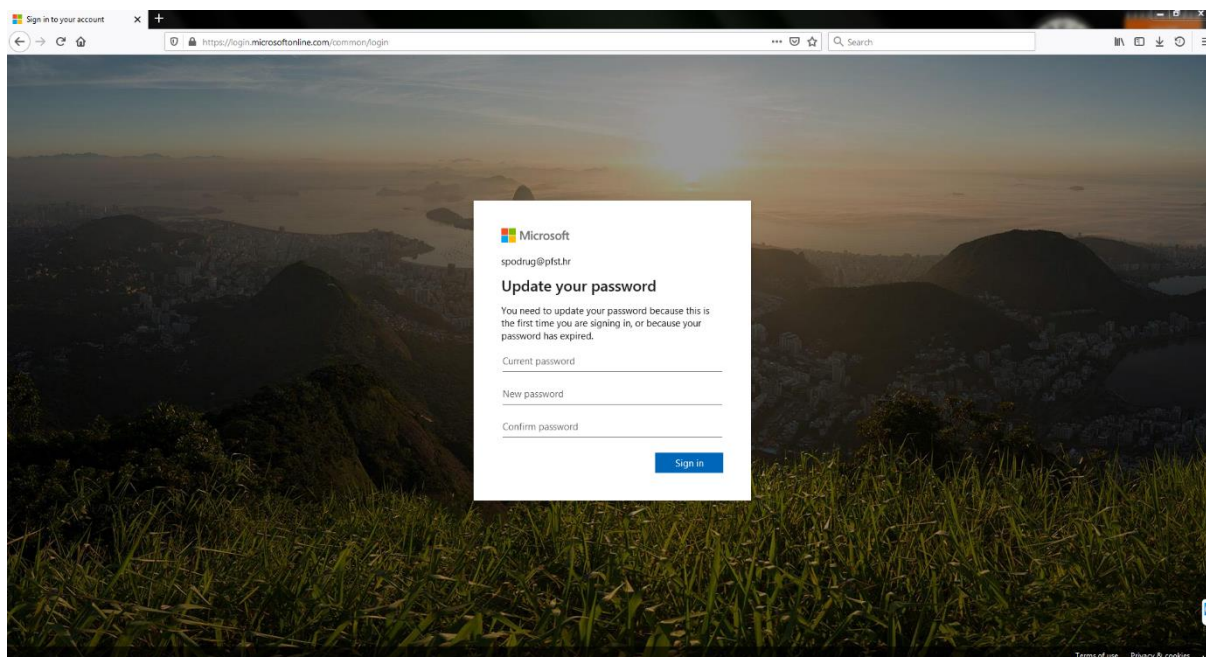 Sign in to your account
https://login.microsoftonline.com/common/login
Search
Microsoft
spodrug@pfst.hr
Update your password
You need to update your password because this is
the first time you are signing in, or because your
password has expired.
Current password
New password
Confirm password
Sign in
Terms of use Privacy & cookies